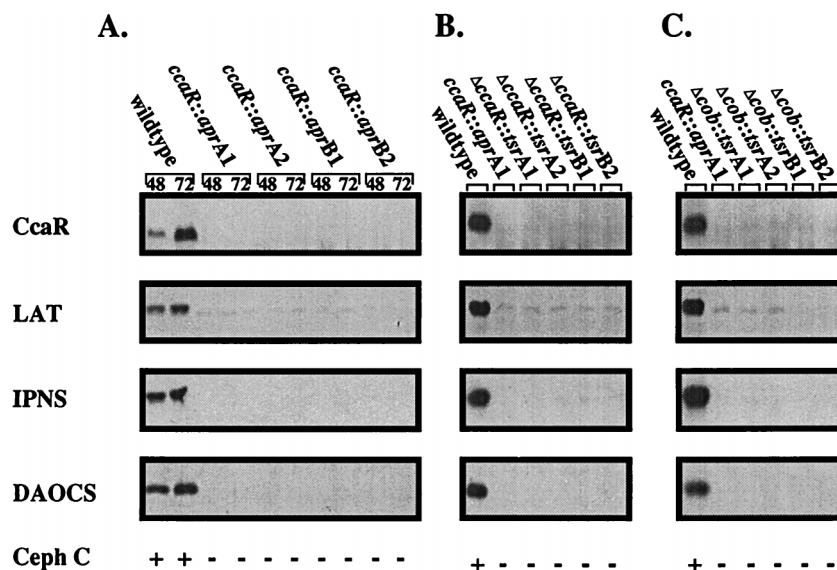 A.
wildtype
ccaR::aprA1
ccaR::aprA2
ccaR::aprB1
ccaR::aprB2
48 72 48 72 48 72 48 72 48 72
B.
wildtype
ccaR::aprA1
ΔccaR::tsrA1
ΔccaR::tsrA2
ΔccaR::tsrB1
ΔccaR::tsrB2
C.
wildtype
ccaR::aprA1
Δcob::tsrA1
Δcob::tsrA2
Δcob::tsrB1
Δcob::tsrB2
CcaR
LAT
IPNS
DAOCS
Ceph C + + - - - - - - - - + - - - - - + - - - - -